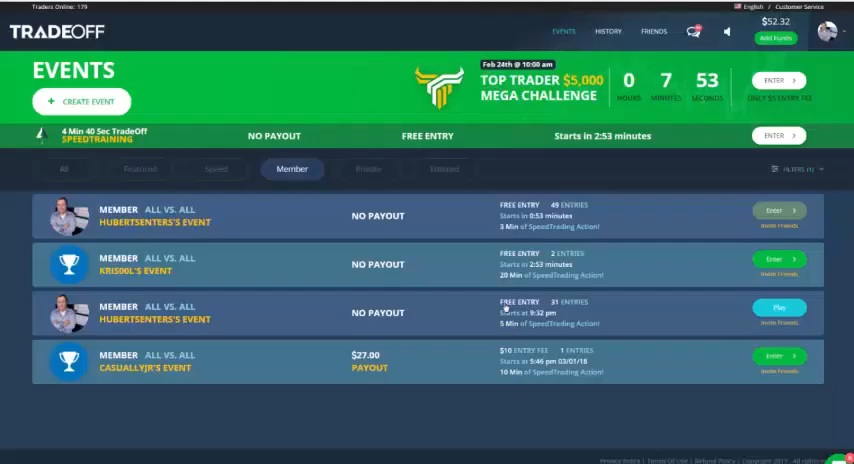 Traders Online: 179
English / Customer Service
TRADEOFF
EVENTS
HISTORY
FRIENDS
$52.32
Add Funds
EVENTS
+ CREATE EVENT
Feb 24th @ 10:00 am
TOP TRADER $5,000
MEGA CHALLENGE
0 7 53
HOURS MINUTES SECONDS
ENTER >
ONLY $5 ENTRY FEE
4 Min 40 Sec TradeOff
SPEEDTRAINING
NO PAYOUT
FREE ENTRY
Starts in 2:53 minutes
ENTER >
All
Featured
Speed
Member
Private
Entered
FILTERS (1)
MEMBER ALL VS. ALL
HUBERTSENTERS'S EVENT
NO PAYOUT
FREE ENTRY 49 ENTRIES
Starts in 0:53 minutes
3 Min of SpeedTrading Action!
Enter >
Invite Friends
MEMBER ALL VS. ALL
KRIS00L'S EVENT
NO PAYOUT
FREE ENTRY 2 ENTRIES
Starts in 2:53 minutes
20 Min of SpeedTrading Action!
Enter >
Invite Friends
MEMBER ALL VS. ALL
HUBERTSENTERS'S EVENT
NO PAYOUT
FREE ENTRY 31 ENTRIES
Starts at 9:32 pm
5 Min of SpeedTrading Action!
Play
Invite Friends
MEMBER ALL VS. ALL
CASUALLYJR'S EVENT
$27.00
PAYOUT
$10 ENTRY FEE 1 ENTRIES
Starts at 5:46 pm 03/01/18
10 Min of SpeedTrading Action!
Enter >
Invite Friends
Privacy Policy | Terms Of Use | Refund Policy | Copyright 2017. All rights